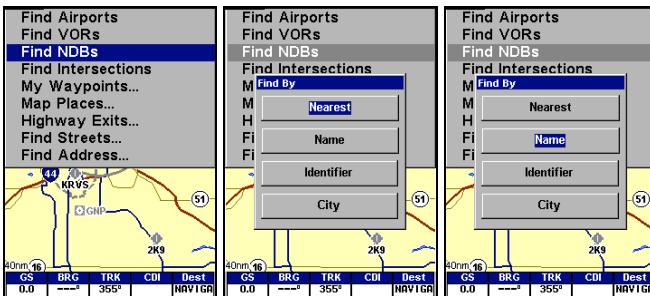 Find Airports
Find VORs
Find NDBs
Find Intersections
My Waypoints...
Map Places...
Highway Exits...
Find Streets...
Find Address...
44
KRVS
51
GNP
2K9
40nm 16
GS BRG TRK CDI Dest
0.0 ---° 355° NAVIGA
Find Airports
Find VORs
Find NDBs
Find Intersections
M
M
H
Fi
Fi
Find By
Nearest
Name
Identifier
City
51
2K9
40nm 16
GS BRG TRK CDI Dest
0.0 ---° 355° NAVIGA
Find Airports
Find VORs
Find NDBs
Find Intersections
M
M
H
Fi
Fi
Find By
Nearest
Name
Identifier
City
51
2K9
40nm 16
GS BRG TRK CDI Dest
0.0 ---° 355° NAVIGA